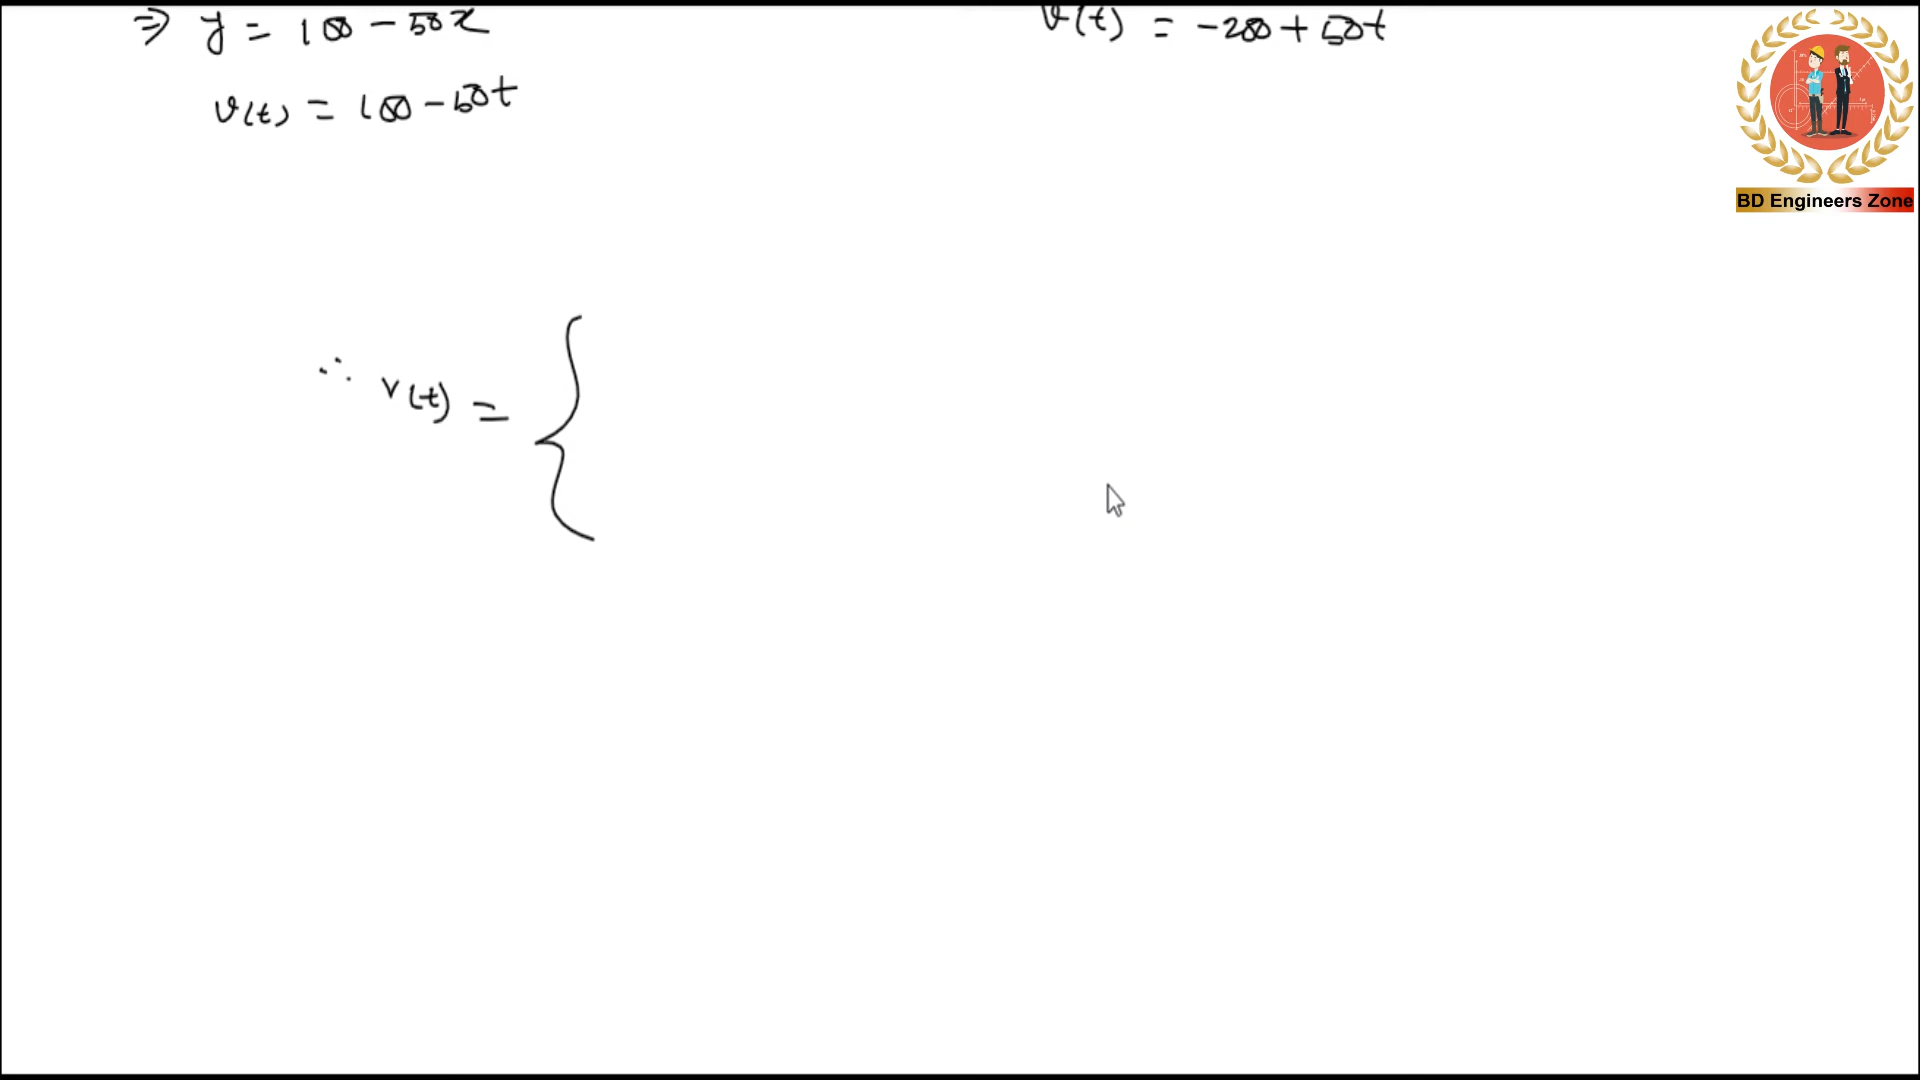 ⇒ y = 100 - 50x
v(t) = 100 - 50t
v(t) = -200 + 50t
∴ v(t) = {
BD Engineers Zone